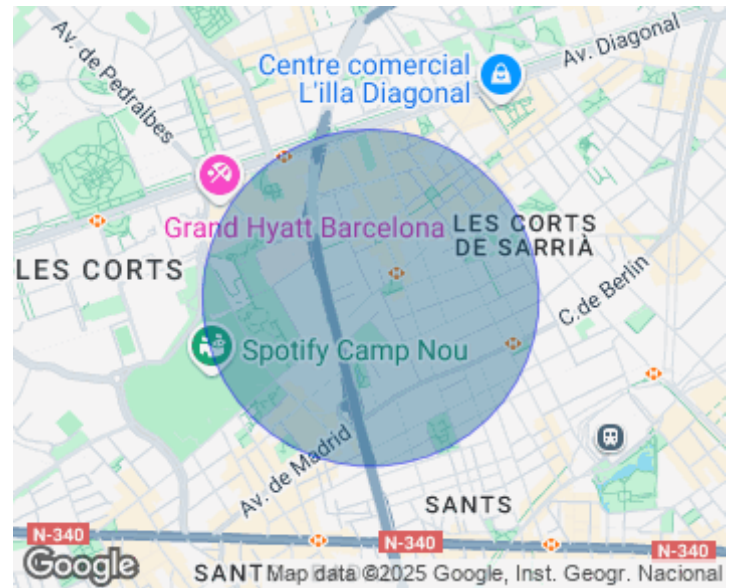 Av. de Pedralbes
Centre comercial
L'illa Diagonal
Av. Diagonal
Grand Hyatt Barcelona
LES CORTS
DE SARRIÀ
LES CORTS
C.de Berlin
Spotify Camp Nou
Av. de Madrid
SANTS
N-340
N-340
N-340
Google
SANT
Map data ©2025 Google, Inst. Geogr. Nacional